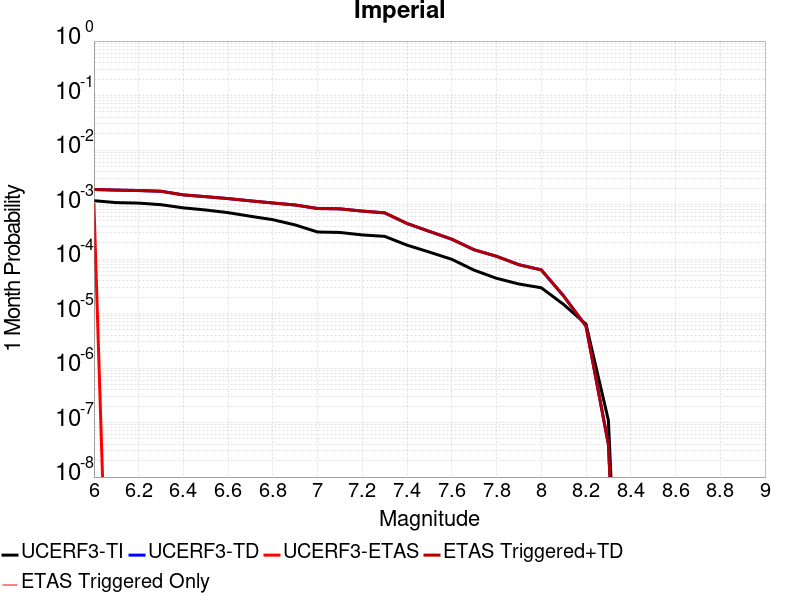 Imperial
10^0
10^-1
10^-2
10^-3
10^-4
10^-5
10^-6
10^-7
10^-8
1 Month Probability
6 6.2 6.4 6.6 6.8 7 7.2 7.4 7.6 7.8 8 8.2 8.4 8.6 8.8 9
Magnitude
UCERF3-TI UCERF3-TD UCERF3-ETAS ETAS Triggered+TD
ETAS Triggered Only